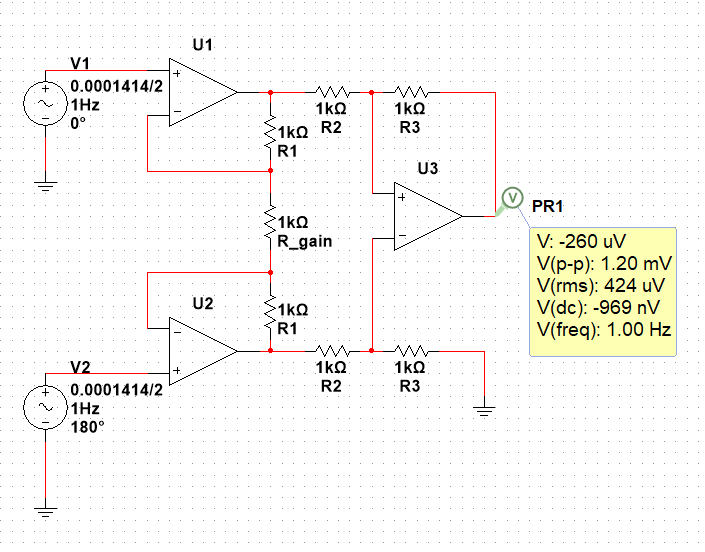 U1
V1
0.0001414/2
1Hz
0°
+
−
1kΩ
R2
1kΩ
R3
1kΩ
R1
U3
+
−
V
PR1
1kΩ
R_gain
V: -260 uV
V(p-p): 1.20 mV
V(rms): 424 uV
V(dc): -969 nV
V(freq): 1.00 Hz
U2
−
+
1kΩ
R1
V2
0.0001414/2
1Hz
180°
1kΩ
R2
1kΩ
R3